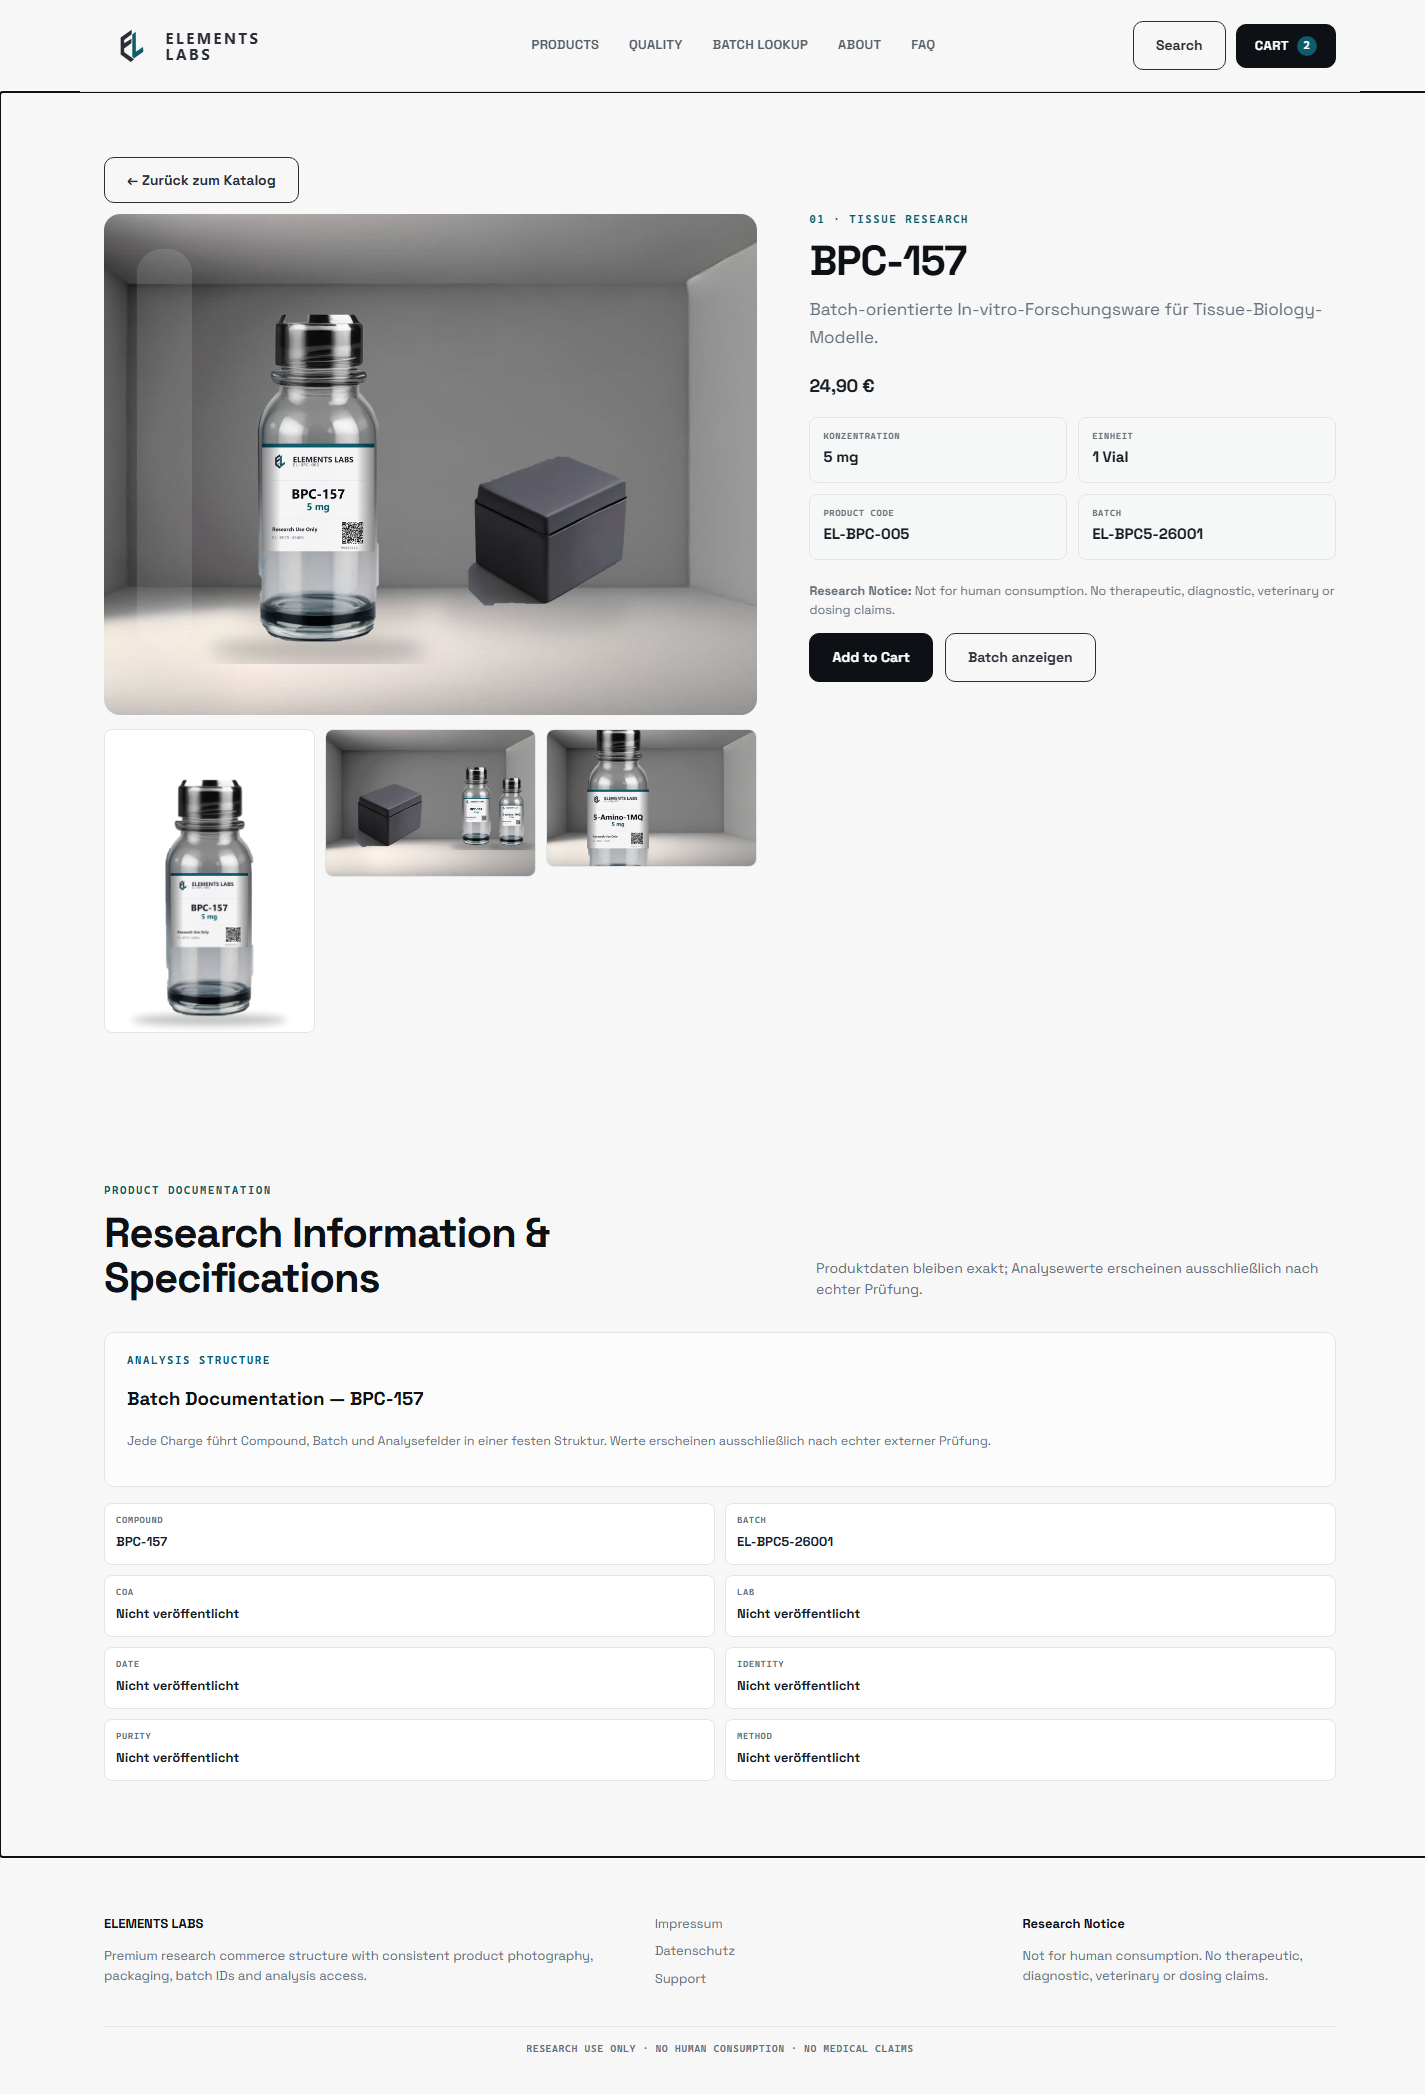 ELEMENTS
LABS
PRODUCTS
QUALITY
BATCH LOOKUP
ABOUT
FAQ
Search
CART 2
← Zurück zum Katalog
ELEMENTS LABS
BPC-157
5 mg
Research Use Only
01 · TISSUE RESEARCH
BPC-157
Batch-orientierte In-vitro-Forschungsware für Tissue-Biology-
Modelle.
24,90 €
KONZENTRATION
5 mg
EINHEIT
1 Vial
PRODUCT CODE
EL-BPC-005
BATCH
EL-BPC5-26001
Research Notice: Not for human consumption. No therapeutic, diagnostic, veterinary or
dosing claims.
Add to Cart
Batch anzeigen
ELEMENTS LABS
BPC-157
5 mg
Research Use Only
ELEMENTS LABS
5-Amino-1MQ
5 mg
PRODUCT DOCUMENTATION
Research Information &
Specifications
Produktdaten bleiben exakt; Analysewerte erscheinen ausschließlich nach
echter Prüfung.
ANALYSIS STRUCTURE
Batch Documentation — BPC-157
Jede Charge führt Compound, Batch und Analysefelder in einer festen Struktur. Werte erscheinen ausschließlich nach echter externer Prüfung.
COMPOUND
BPC-157
BATCH
EL-BPC5-26001
COA
Nicht veröffentlicht
LAB
Nicht veröffentlicht
DATE
Nicht veröffentlicht
IDENTITY
Nicht veröffentlicht
PURITY
Nicht veröffentlicht
METHOD
Nicht veröffentlicht
ELEMENTS LABS
Premium research commerce structure with consistent product photography,
packaging, batch IDs and analysis access.
Impressum
Datenschutz
Support
Research Notice
Not for human consumption. No therapeutic,
diagnostic, veterinary or dosing claims.
RESEARCH USE ONLY · NO HUMAN CONSUMPTION · NO MEDICAL CLAIMS